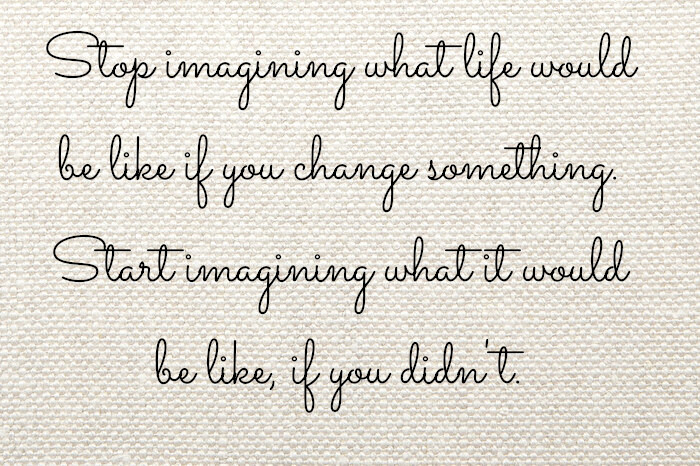 Stop imagining what life would
be like if you change something.
Start imagining what it would
be like, if you didn't.